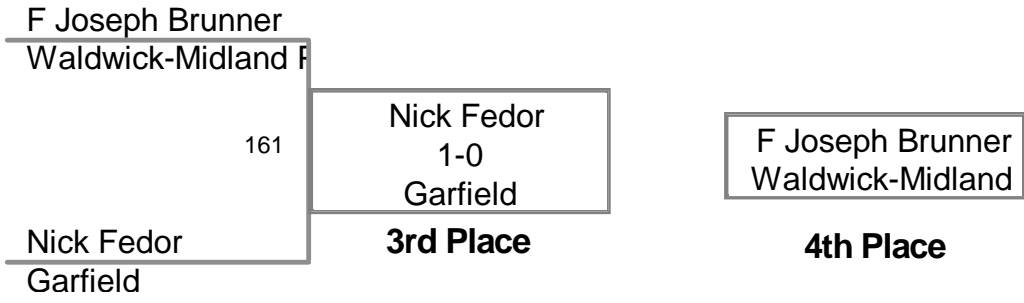 F Joseph Brunner
Waldwick-Midland
161
Nick Fedor
Garfield
Nick Fedor
1-0
Garfield
3rd Place
F Joseph Brunner
Waldwick-Midland
4th Place